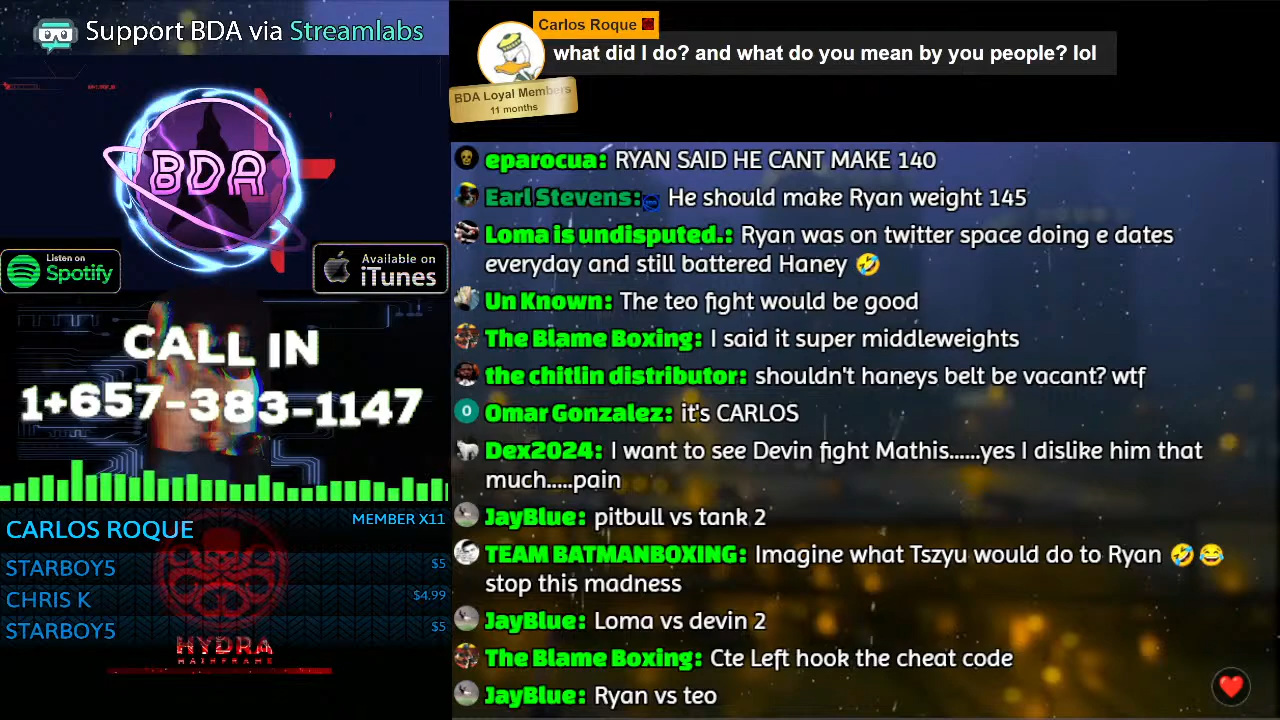 Support BDA via Streamlabs
BDA
Listen on
Spotify
Available on
iTunes
CALL IN
1+657-383-1147
CARLOS ROQUE
MEMBER X11
STARBOY5
$5
CHRIS K
$4.99
STARBOY5
$5
HYDRA
MAINFRAME
Carlos Roque
what did I do? and what do you mean by you people? lol
BDA Loyal Members
11 months
eparocua: RYAN SAID HE CANT MAKE 140
Earl Stevens: He should make Ryan weight 145
Loma is undisputed.: Ryan was on twitter space doing e dates
everyday and still battered Haney 🤣
Un Known: The teo fight would be good
The Blame Boxing: I said it super middleweights
the chitlin distributor: shouldn't haneys belt be vacant? wtf
O
Omar Gonzalez: it's CARLOS
Dex2024: I want to see Devin fight Mathis......yes I dislike him that
much.....pain
JayBlue: pitbull vs tank 2
TEAM BATMANBOXING: Imagine what Tszyu would do to Ryan 🤣😂
stop this madness
JayBlue: Loma vs devin 2
The Blame Boxing: Cte Left hook the cheat code
JayBlue: Ryan vs teo